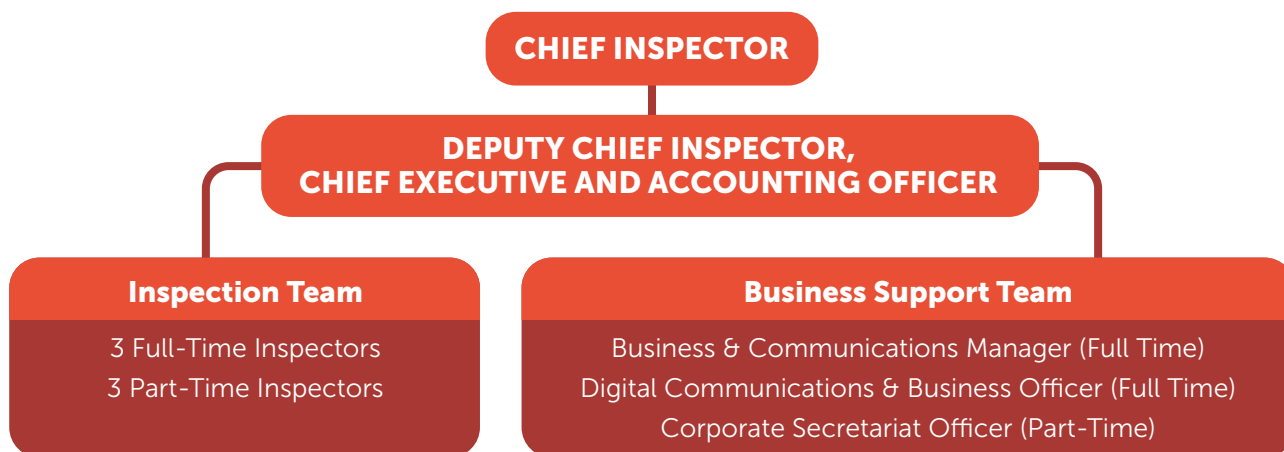 CHIEF INSPECTOR
DEPUTY CHIEF INSPECTOR,
CHIEF EXECUTIVE AND ACCOUNTING OFFICER
Inspection Team
3 Full-Time Inspectors
3 Part-Time Inspectors
Business Support Team
Business & Communications Manager (Full Time)
Digital Communications & Business Officer (Full Time)
Corporate Secretariat Officer (Part-Time)